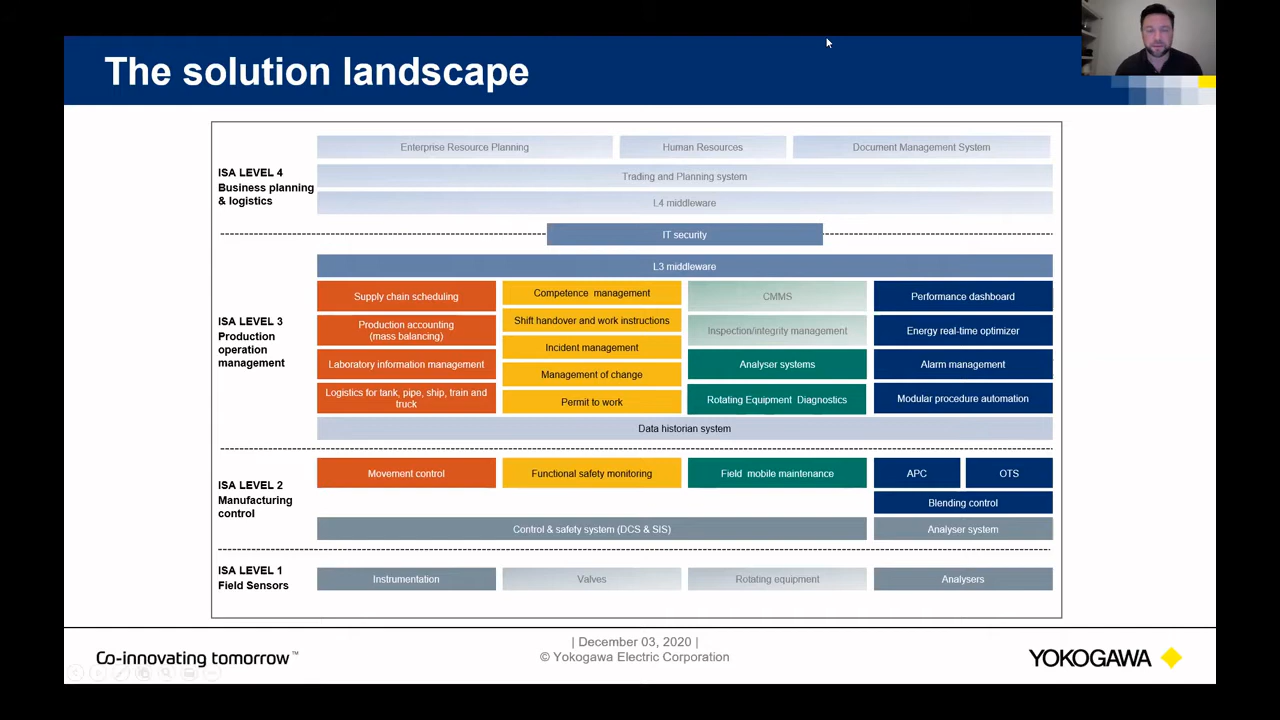 The solution landscape
Enterprise Resource Planning
Human Resources
Document Management System
ISA LEVEL 4
Business planning
& logistics
Trading and Planning system
L4 middleware
IT security
L3 middleware
ISA LEVEL 3
Production
operation
management
Supply chain scheduling
Production accounting
(mass balancing)
Laboratory information management
Logistics for tank, pipe, ship, train and
truck
Competence management
Shift handover and work instructions
Incident management
Management of change
Permit to work
CMMS
Inspection/integrity management
Analyser systems
Rotating Equipment Diagnostics
Performance dashboard
Energy real-time optimizer
Alarm management
Modular procedure automation
Data historian system
ISA LEVEL 2
Manufacturing
control
Movement control
Functional safety monitoring
Field mobile maintenance
APC
OTS
Blending control
Control & safety system (DCS & SIS)
Analyser system
ISA LEVEL 1
Field Sensors
Instrumentation
Valves
Rotating equipment
Analysers
Co-innovating tomorrow™
| December 03, 2020 |
© Yokogawa Electric Corporation
YOKOGAWA